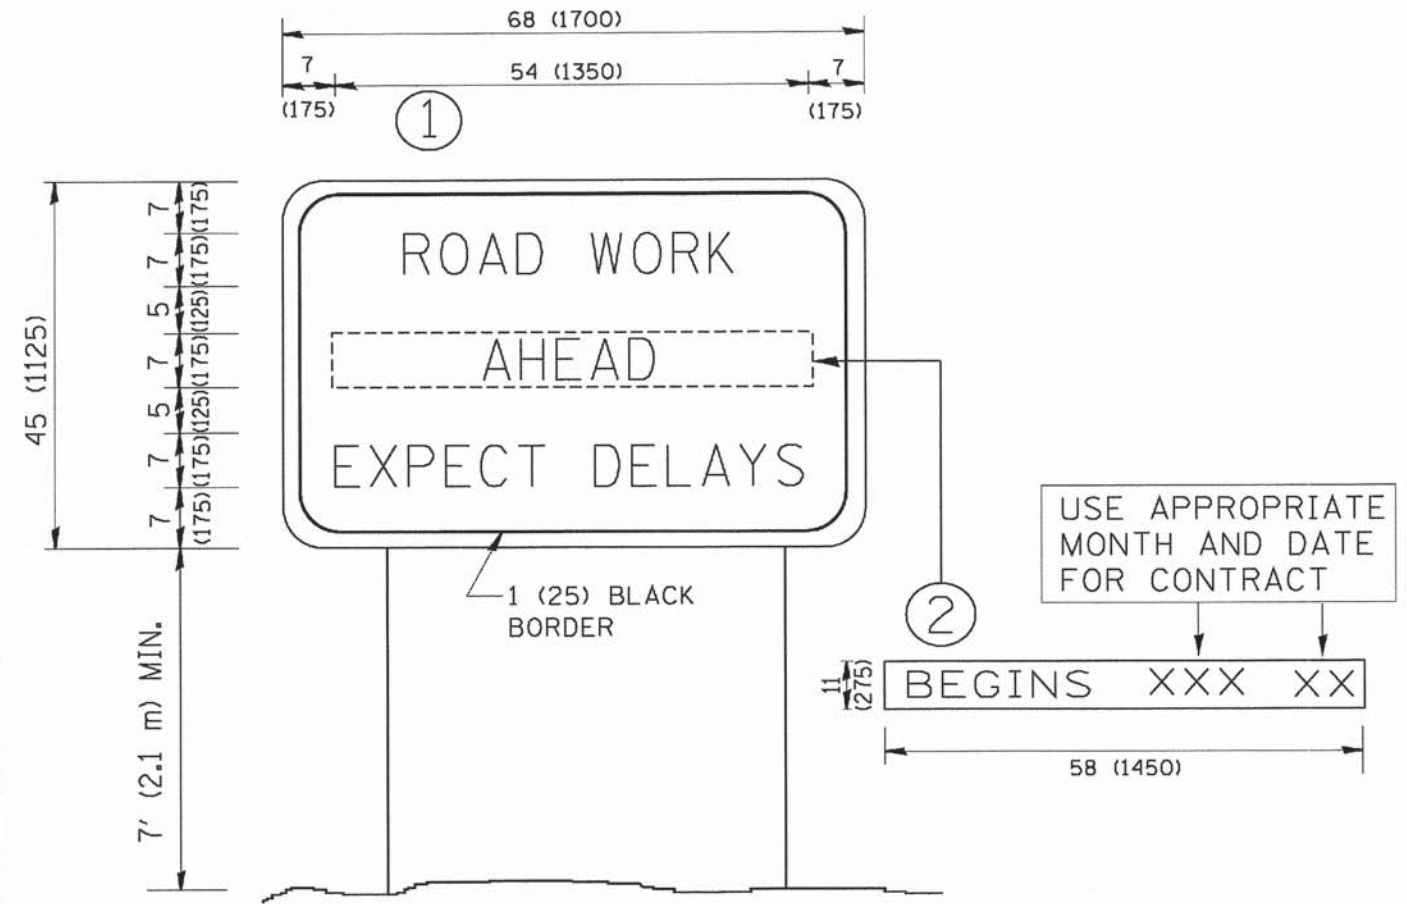 68 (1700)
7
54 (1350)
7
(175)
(175)
1
45 (1125)
7
(175)
7
(175)
5
(125)
7
(175)
5
(125)
7
(175)
7
(175)
ROAD WORK
AHEAD
EXPECT DELAYS
1 (25) BLACK
BORDER
7' (2.1 m) MIN.
USE APPROPRIATE
MONTH AND DATE
FOR CONTRACT
2
11
(275)
BEGINS XXX XX
58 (1450)